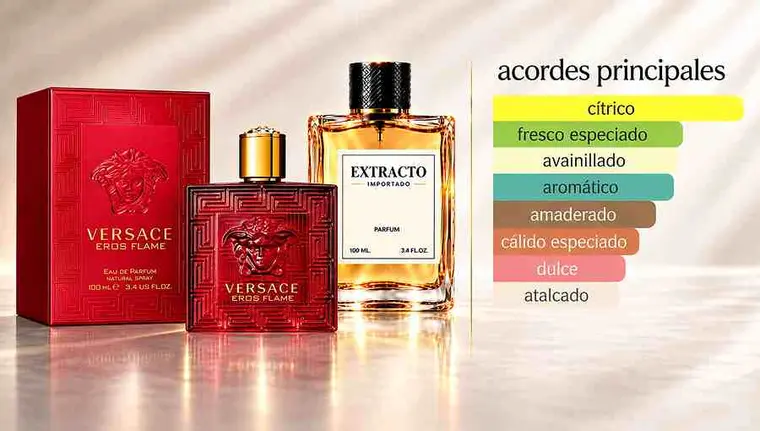 VERSACE
EROS FLAME
EAU DE PARFUM
NATURAL SPRAY
100 ML ℮ 3.4 US FL.OZ.
VERSACE
EROS FLAME
EXTRACTO
IMPORTADO
PARFUM
100 ML. 3.4 FL.OZ.
acordes principales
cítrico
fresco especiado
avainillado
aromático
amaderado
cálido especiado
dulce
atalcado